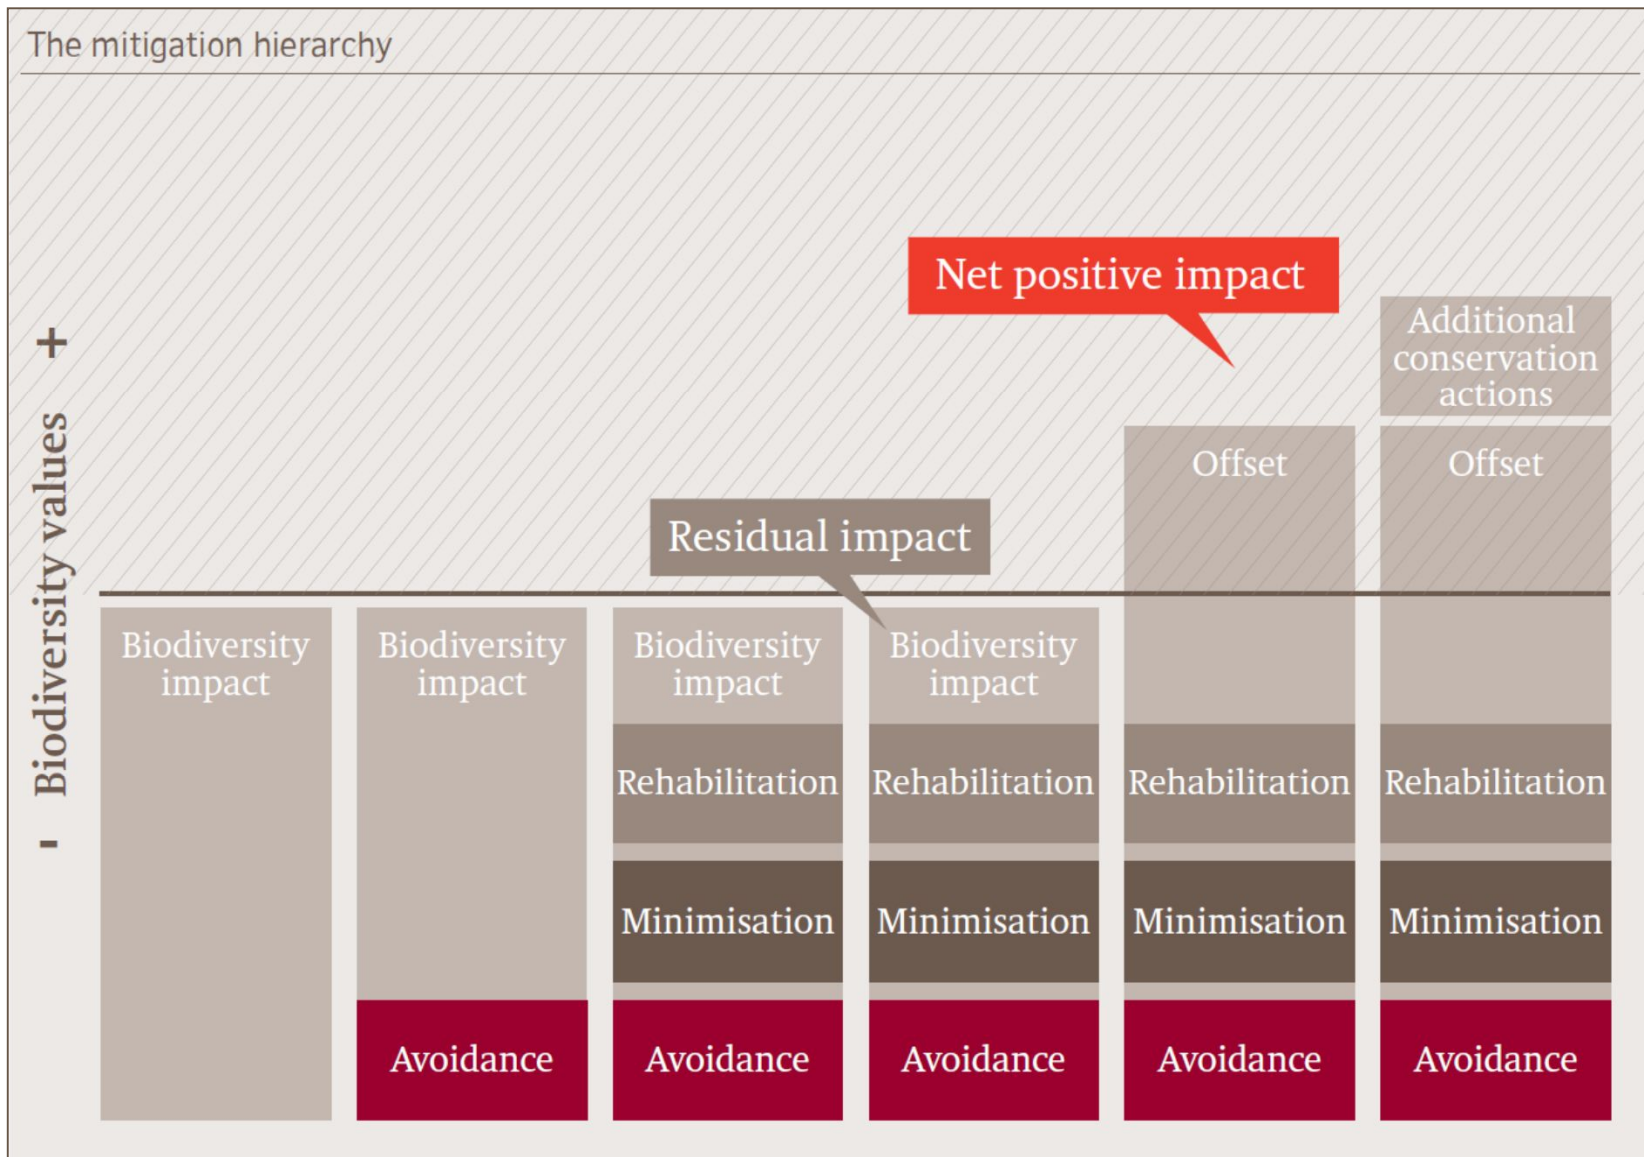 The mitigation hierarchy
- Biodiversity values +
Net positive impact
Residual impact
Biodiversity
impact
Biodiversity
impact
Avoidance
Biodiversity
impact
Rehabilitation
Minimisation
Avoidance
Biodiversity
impact
Rehabilitation
Minimisation
Avoidance
Offset
Rehabilitation
Minimisation
Avoidance
Additional
conservation
actions
Offset
Rehabilitation
Minimisation
Avoidance